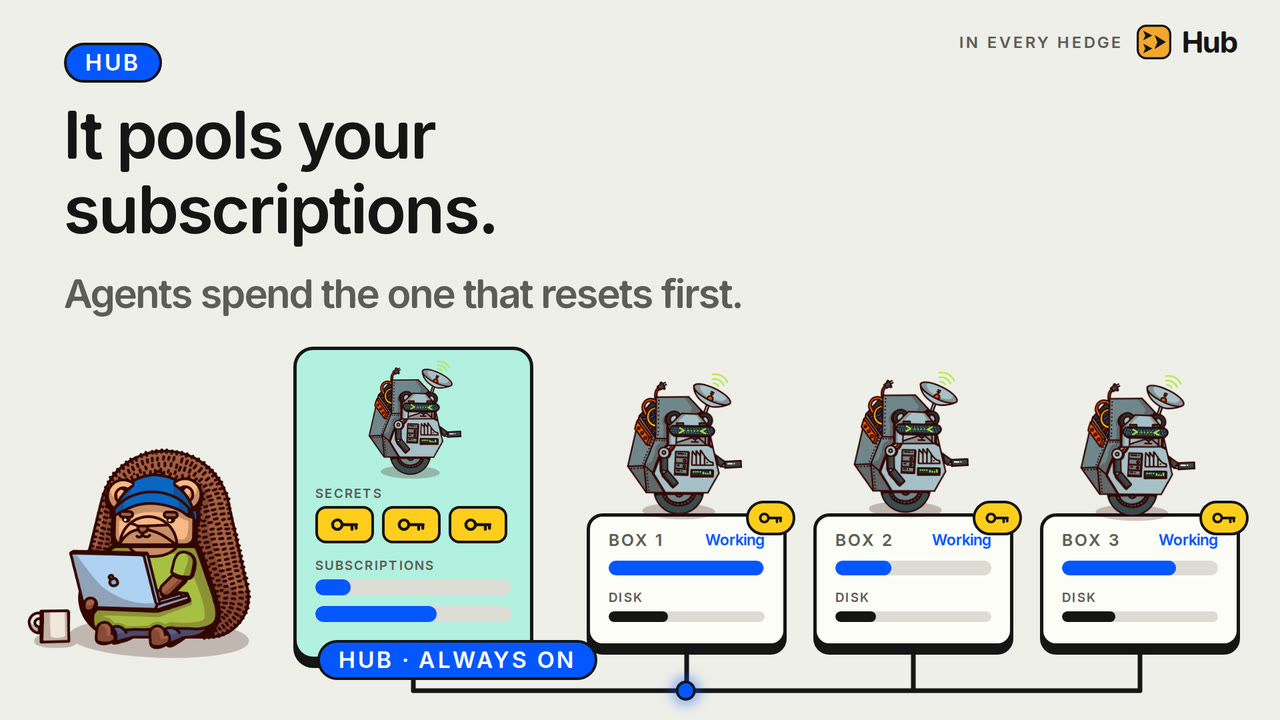 HUB
IN EVERY HEDGE Hub
It pools your
subscriptions.
Agents spend the one that resets first.
SECRETS
SUBSCRIPTIONS
HUB · ALWAYS ON
BOX 1 Working
DISK
BOX 2 Working
DISK
BOX 3 Working
DISK